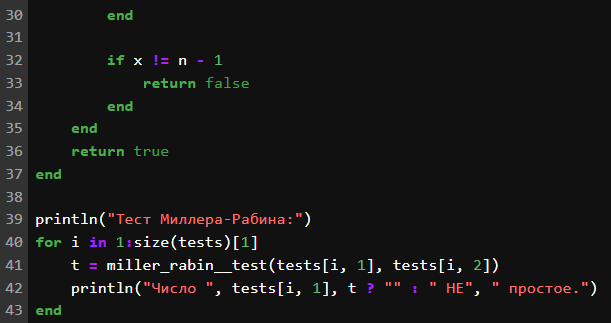 30         end
31
32         if x != n - 1
33             return false
34         end
35     end
36     return true
37 end
38
39 println("Тест Миллера-Рабина:")
40 for i in 1:size(tests)[1]
41     t = miller_rabin__test(tests[i, 1], tests[i, 2])
42     println("Число ", tests[i, 1], t ? "" : " НЕ", " простое.")
43 end